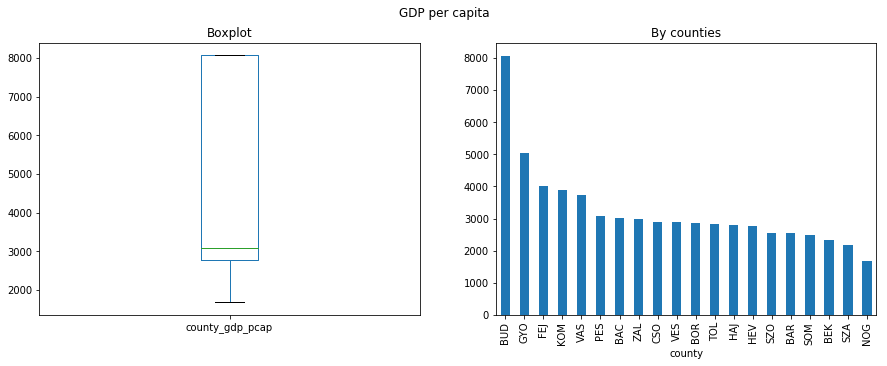 GDP per capita
Boxplot
8000
7000
6000
5000
4000
3000
2000
county_gdp_pcap
By counties
8000
7000
6000
5000
4000
3000
2000
1000
0
BUD GYO FEJ KOM VAS PES BAC ZAL CSO VES BOR TOL HAJ HEV SZO BAR SOM BEK SZA NOG
county